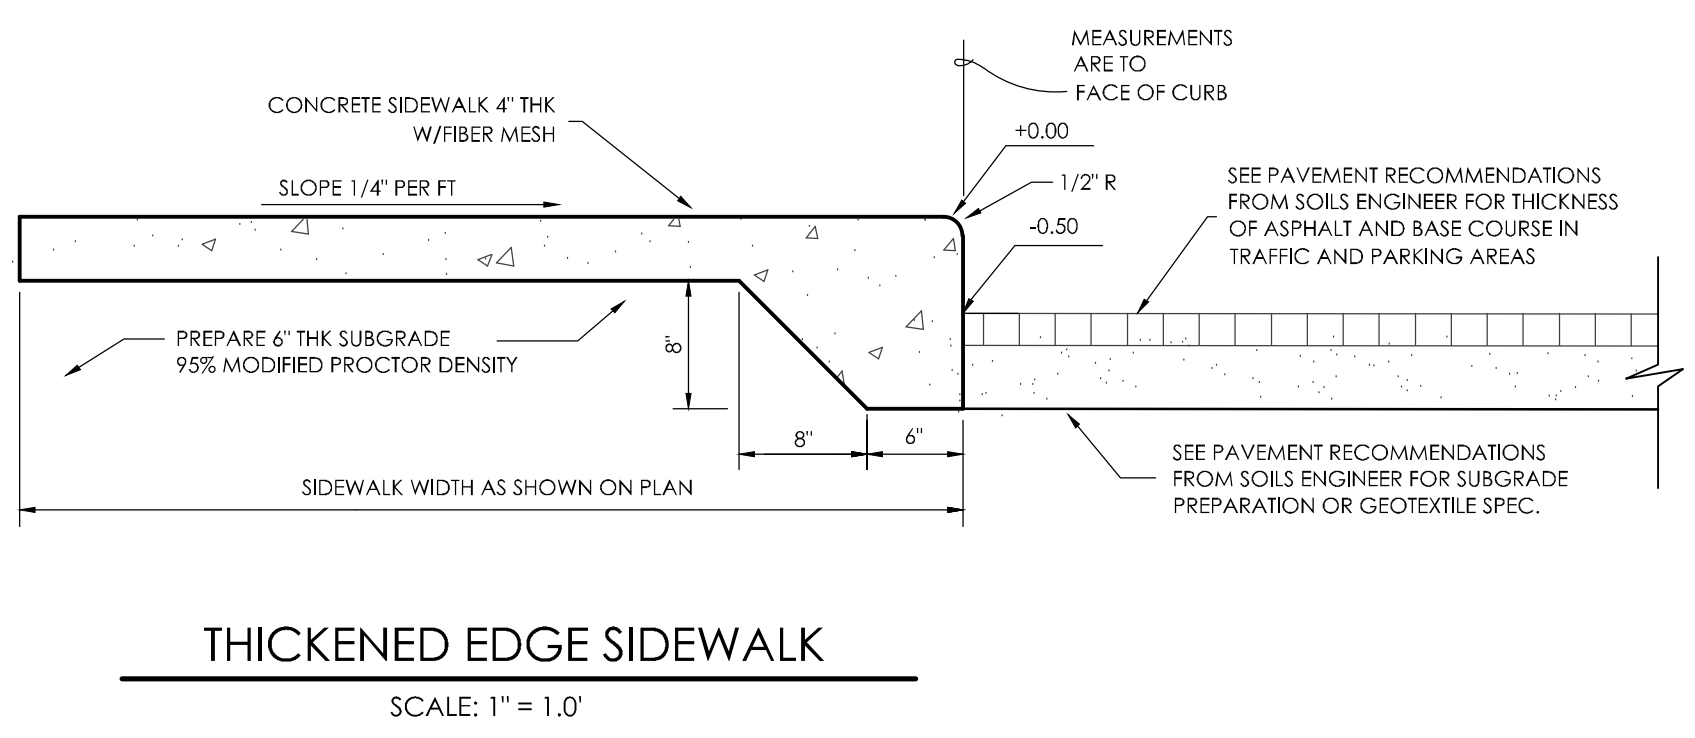 MEASUREMENTS
ARE TO
FACE OF CURB
CONCRETE SIDEWALK 4" THK
W/FIBER MESH
+0.00
SLOPE 1/4" PER FT
1/2" R
SEE PAVEMENT RECOMMENDATIONS
FROM SOILS ENGINEER FOR THICKNESS
OF ASPHALT AND BASE COURSE IN
TRAFFIC AND PARKING AREAS
-0.50
PREPARE 6" THK SUBGRADE
95% MODIFIED PROCTOR DENSITY
8"
8"
6"
SEE PAVEMENT RECOMMENDATIONS
FROM SOILS ENGINEER FOR SUBGRADE
PREPARATION OR GEOTEXTILE SPEC.
SIDEWALK WIDTH AS SHOWN ON PLAN
THICKENED EDGE SIDEWALK
SCALE: 1" = 1.0'